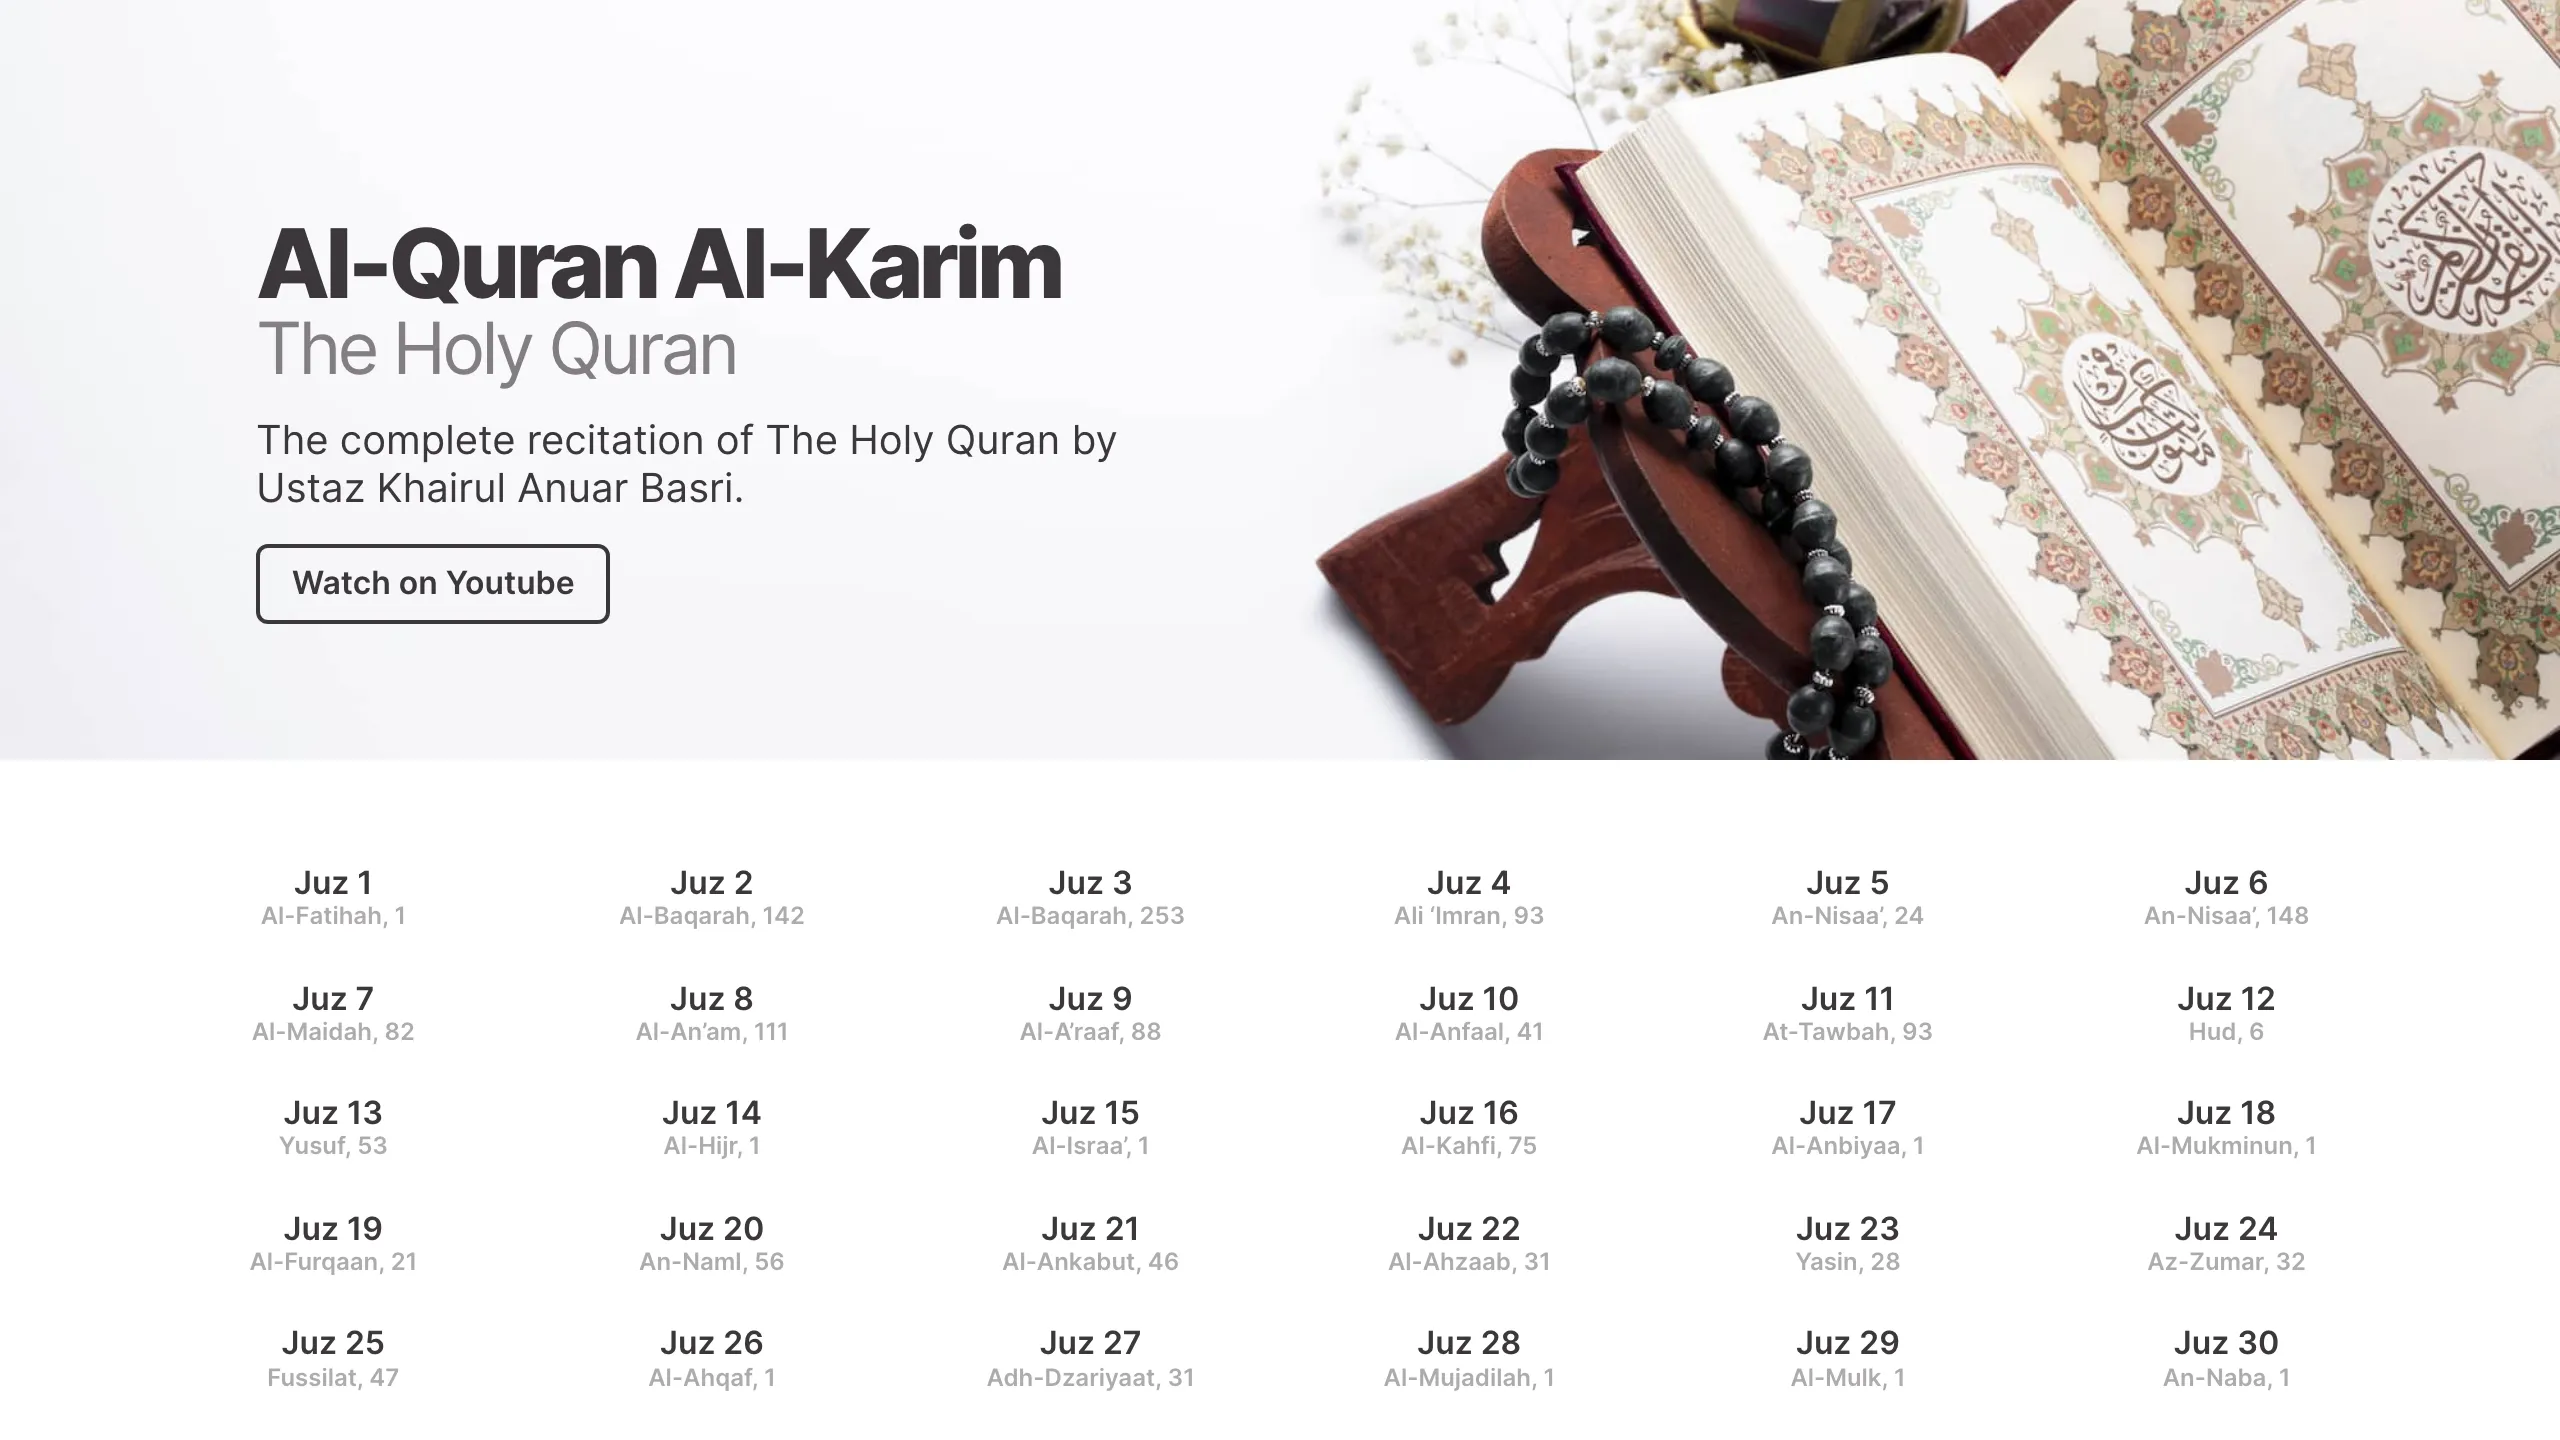 Al-Quran Al-Karim
The Holy Quran
The complete recitation of The Holy Quran by
Ustaz Khairul Anuar Basri.
Watch on Youtube
Juz 1
Al-Fatihah, 1
Juz 2
Al-Baqarah, 142
Juz 3
Al-Baqarah, 253
Juz 4
Ali ‘Imran, 93
Juz 5
An-Nisaa’, 24
Juz 6
An-Nisaa’, 148
Juz 7
Al-Maidah, 82
Juz 8
Al-An’am, 111
Juz 9
Al-A’raaf, 88
Juz 10
Al-Anfaal, 41
Juz 11
At-Tawbah, 93
Juz 12
Hud, 6
Juz 13
Yusuf, 53
Juz 14
Al-Hijr, 1
Juz 15
Al-Israa’, 1
Juz 16
Al-Kahfi, 75
Juz 17
Al-Anbiyaa, 1
Juz 18
Al-Mukminun, 1
Juz 19
Al-Furqaan, 21
Juz 20
An-Naml, 56
Juz 21
Al-Ankabut, 46
Juz 22
Al-Ahzaab, 31
Juz 23
Yasin, 28
Juz 24
Az-Zumar, 32
Juz 25
Fussilat, 47
Juz 26
Al-Ahqaf, 1
Juz 27
Adh-Dzariyaat, 31
Juz 28
Al-Mujadilah, 1
Juz 29
Al-Mulk, 1
Juz 30
An-Naba, 1